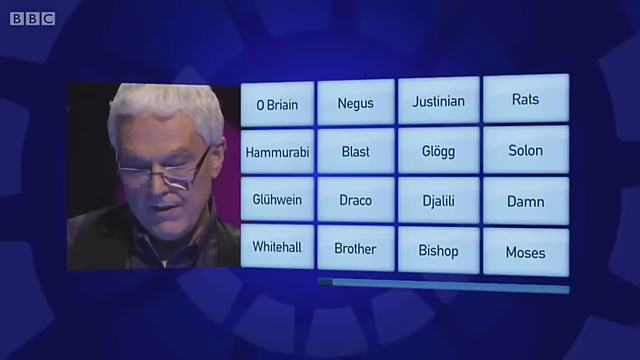 BBC
O Briain
Negus
Justinian
Rats
Hammurabi
Blast
Glögg
Solon
Glühwein
Draco
Djalili
Damn
Whitehall
Brother
Bishop
Moses